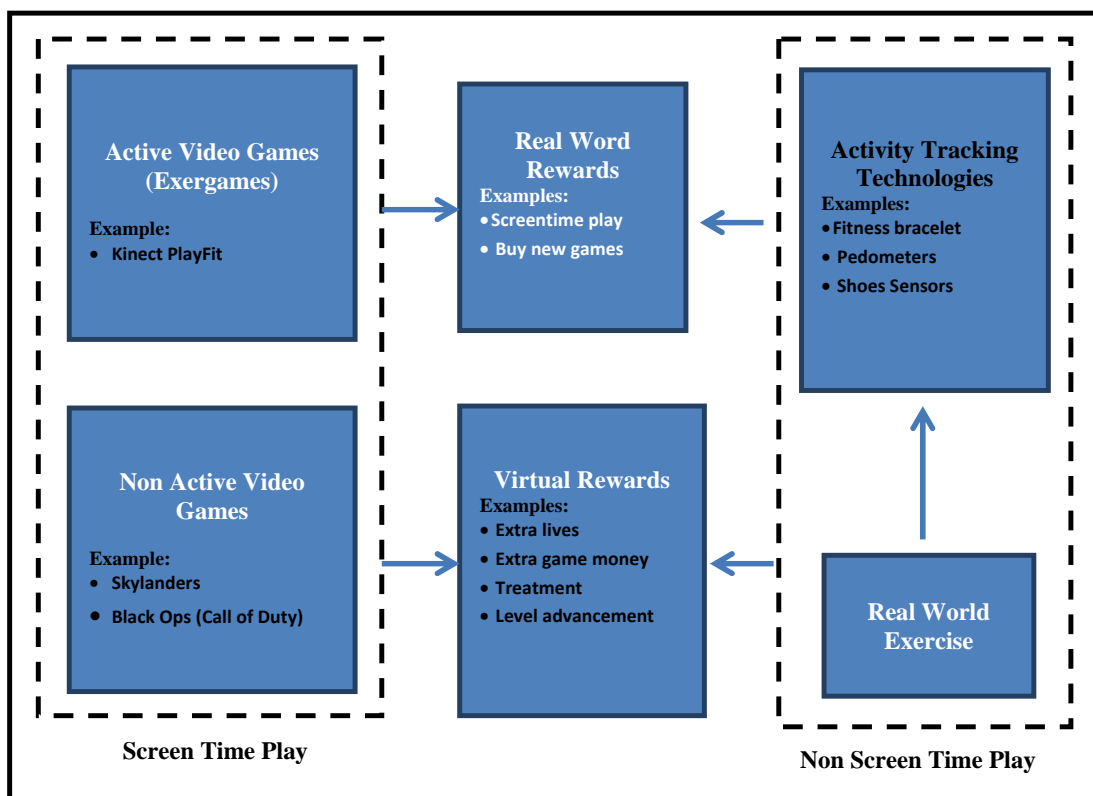 Active Video Games
(Exergames)
Example:
• Kinect PlayFit
Non Active Video
Games
Example:
• Skylanders
• Black Ops (Call of Duty)
Screen Time Play
Real Word
Rewards
Examples:
• Screentime play
• Buy new games
Virtual Rewards
Examples:
• Extra lives
• Extra game money
• Treatment
• Level advancement
Activity Tracking
Technologies
Examples:
• Fitness bracelet
• Pedometers
• Shoes Sensors
Real World
Exercise
Non Screen Time Play